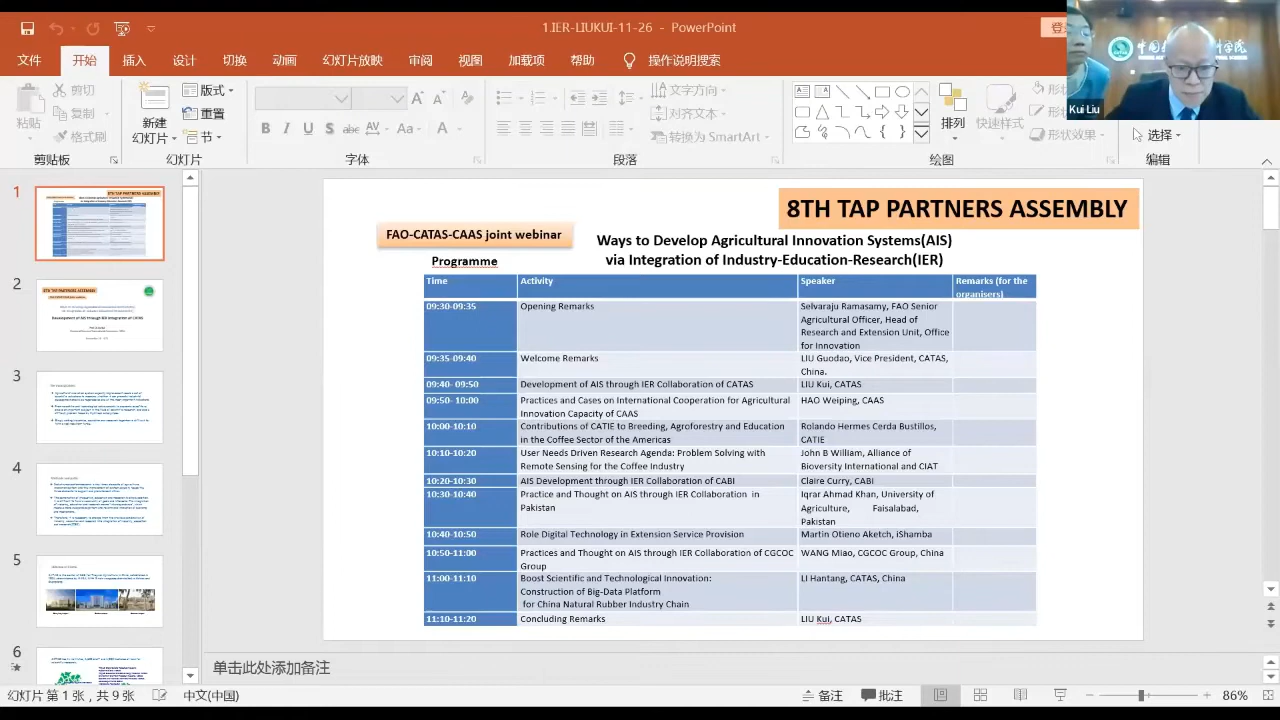 1.IER-LIUKUI-11-26 - PowerPoint
文件 开始 插入 设计 切换 动画 幻灯片放映 审阅 视图 加载项 帮助 操作说明搜索
Kui Liu
粘贴
剪切
复制
格式刷
剪贴板
新建
幻灯片
版式
重置
节
幻灯片
B I U S abc AV Aa A
字体
文字方向
对齐文本
转换为 SmartArt
段落
排列
快速样式
形状效果
绘图
选择
编辑
8TH TAP PARTNERS ASSEMBLY
FAO-CATAS-CAAS joint webinar
Ways to Develop Agricultural Innovation Systems(AIS)
via Integration of Industry-Education-Research(IER)
Programme
Time Activity Speaker Remarks (for the
organisers)
09:30-09:35 Opening Remarks Selvaraju Ramasamy, FAO Senior
Agricultural Officer, Head of
Research and Extension Unit, Office
for Innovation
09:35-09:40 Welcome Remarks LIU Guodao, Vice President, CATAS,
China.
09:40- 09:50 Development of AIS through IER Collaboration of CATAS LIU Kui, CATAS
09:50- 10:00 Practices and Cases on International Cooperation for Agricultural HAO Weiping, CAAS
Innovation Capacity of CAAS
10:00-10:10 Contributions of CATIE to Breeding, Agroforestry and Education Rolando Hermes Cerda Bustillos,
in the Coffee Sector of the Americas CATIE
10:10-10:20 User Needs Driven Research Agenda: Problem Solving with John B William, Alliance of
Remote Sensing for the Coffee Industry Bioversity International and CIAT
10:20-10:30 AIS Development through IER Collaboration of CABI Claire Curry, CABI
10:30-10:40 Practice and Thought on AIS through IER Collaboration in Ahmad Khan, University of
Pakistan Agriculture, Faisalabad,
Pakistan
10:40-10:50 Role Digital Technology in Extension Service Provision Martin Otieno Aketch, iShamba
10:50-11:00 Practices and Thought on AIS through IER Collaboration of CGCOC WANG Miao, CGCOC Group, China
Group
11:00-11:10 Boost Scientific and Technological Innovation: LI Hantang, CATAS, China
Construction of Big-Data Platform
for China Natural Rubber Industry Chain
11:10-11:20 Concluding Remarks LIU Kui, CATAS
1
2
3
4
5
6
8TH TAP PARTNERS ASSEMBLY
单击此处添加备注
幻灯片 第 1 张，共 9 张 中文(中国) 备注 批注 86%